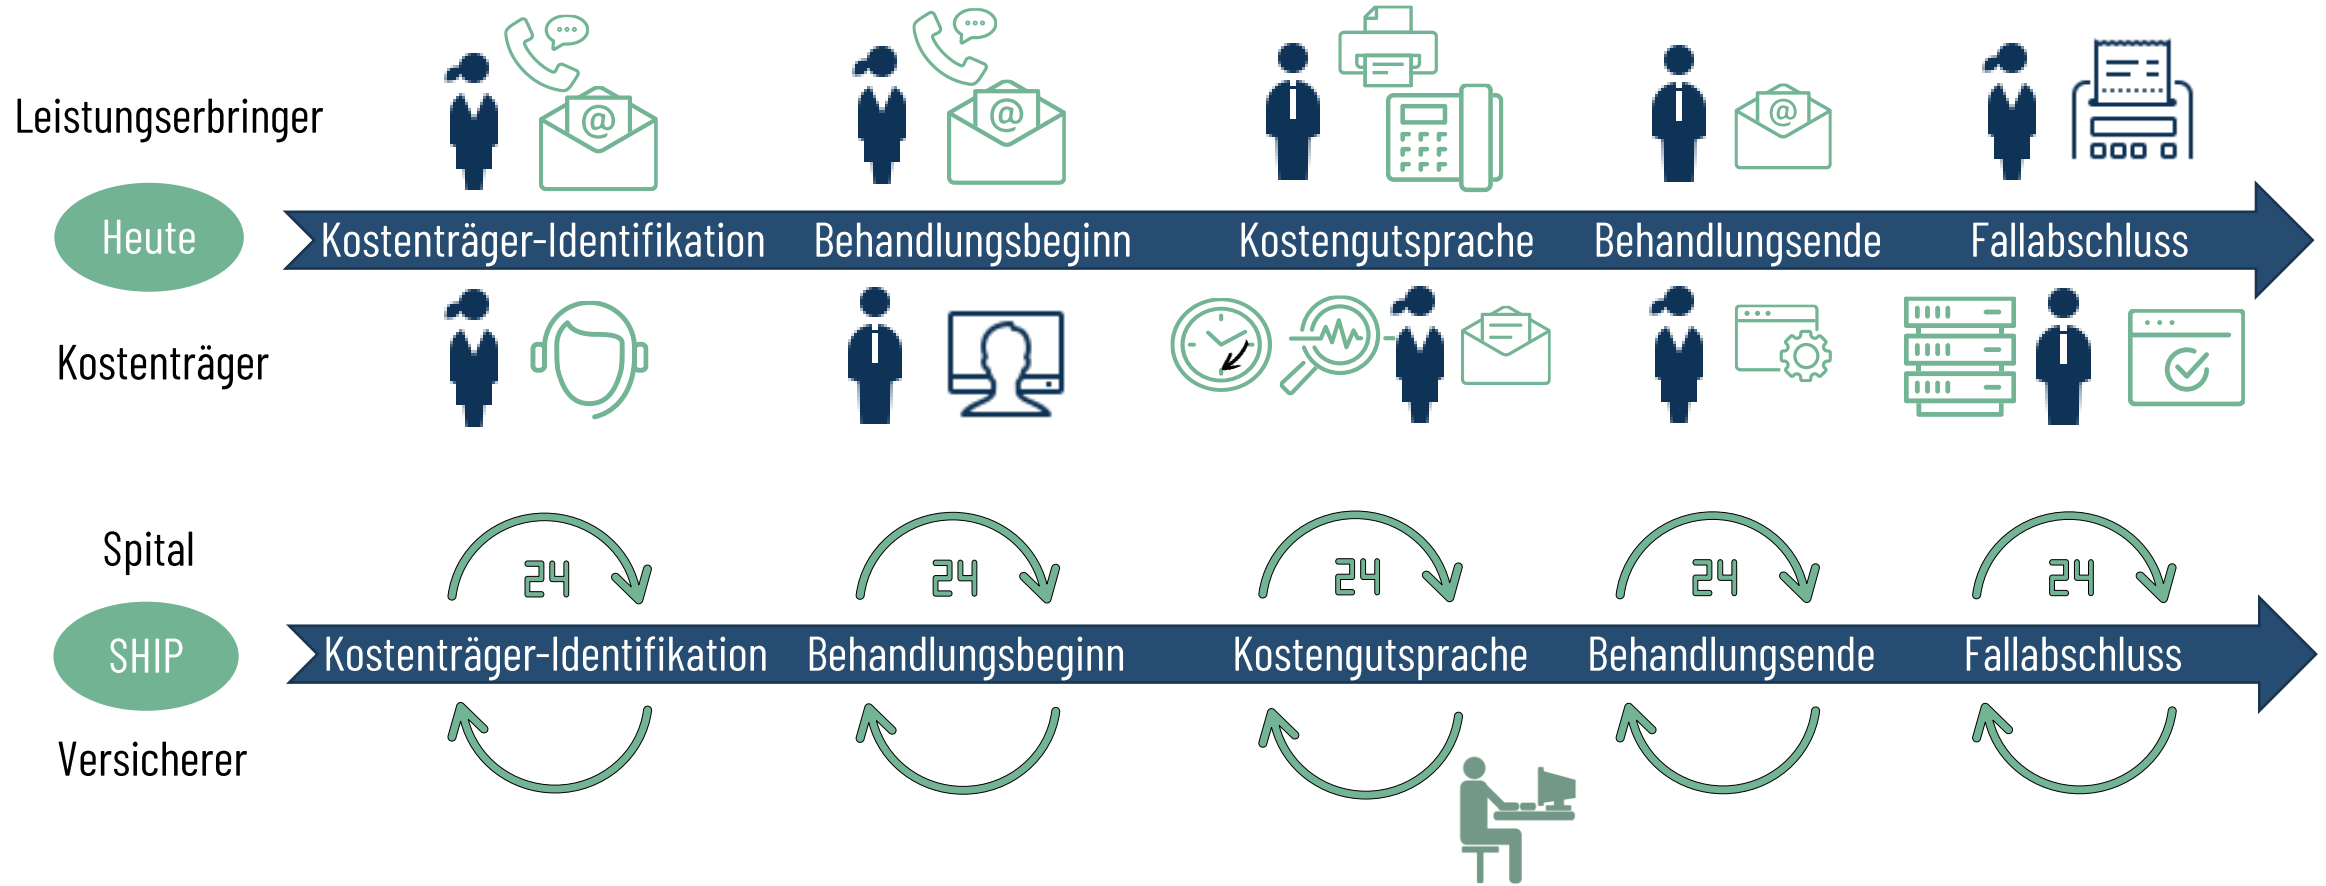 Leistungserbringer
@
@
@
Heute
Kostenträger-Identifikation
Behandlungsbeginn
Kostengutsprache
Behandlungsende
Fallabschluss
Kostenträger
Spital
24
24
24
24
24
SHIP
Kostenträger-Identifikation
Behandlungsbeginn
Kostengutsprache
Behandlungsende
Fallabschluss
Versicherer